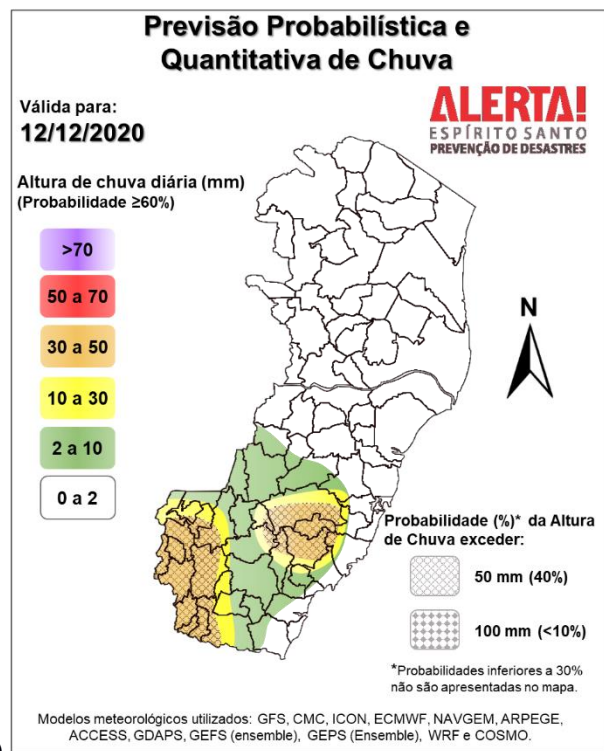 Previsão Probabilística e
Quantitativa de Chuva
Válida para:
12/12/2020
ALERTA!
ESPÍRITO SANTO
PREVENÇÃO DE DESASTRES
Altura de chuva diária (mm)
(Probabilidade ≥60%)
>70
50 a 70
30 a 50
10 a 30
2 a 10
0 a 2
N
Probabilidade (%)* da Altura
de Chuva exceder:
50 mm (40%)
100 mm (<10%)
*Probabilidades inferiores a 30%
não são apresentadas no mapa.
Modelos meteorológicos utilizados: GFS, CMC, ICON, ECMWF, NAVGEM, ARPEGE,
ACCESS, GDAPS, GEFS (ensemble), GEPS (Ensemble), WRF e COSMO.